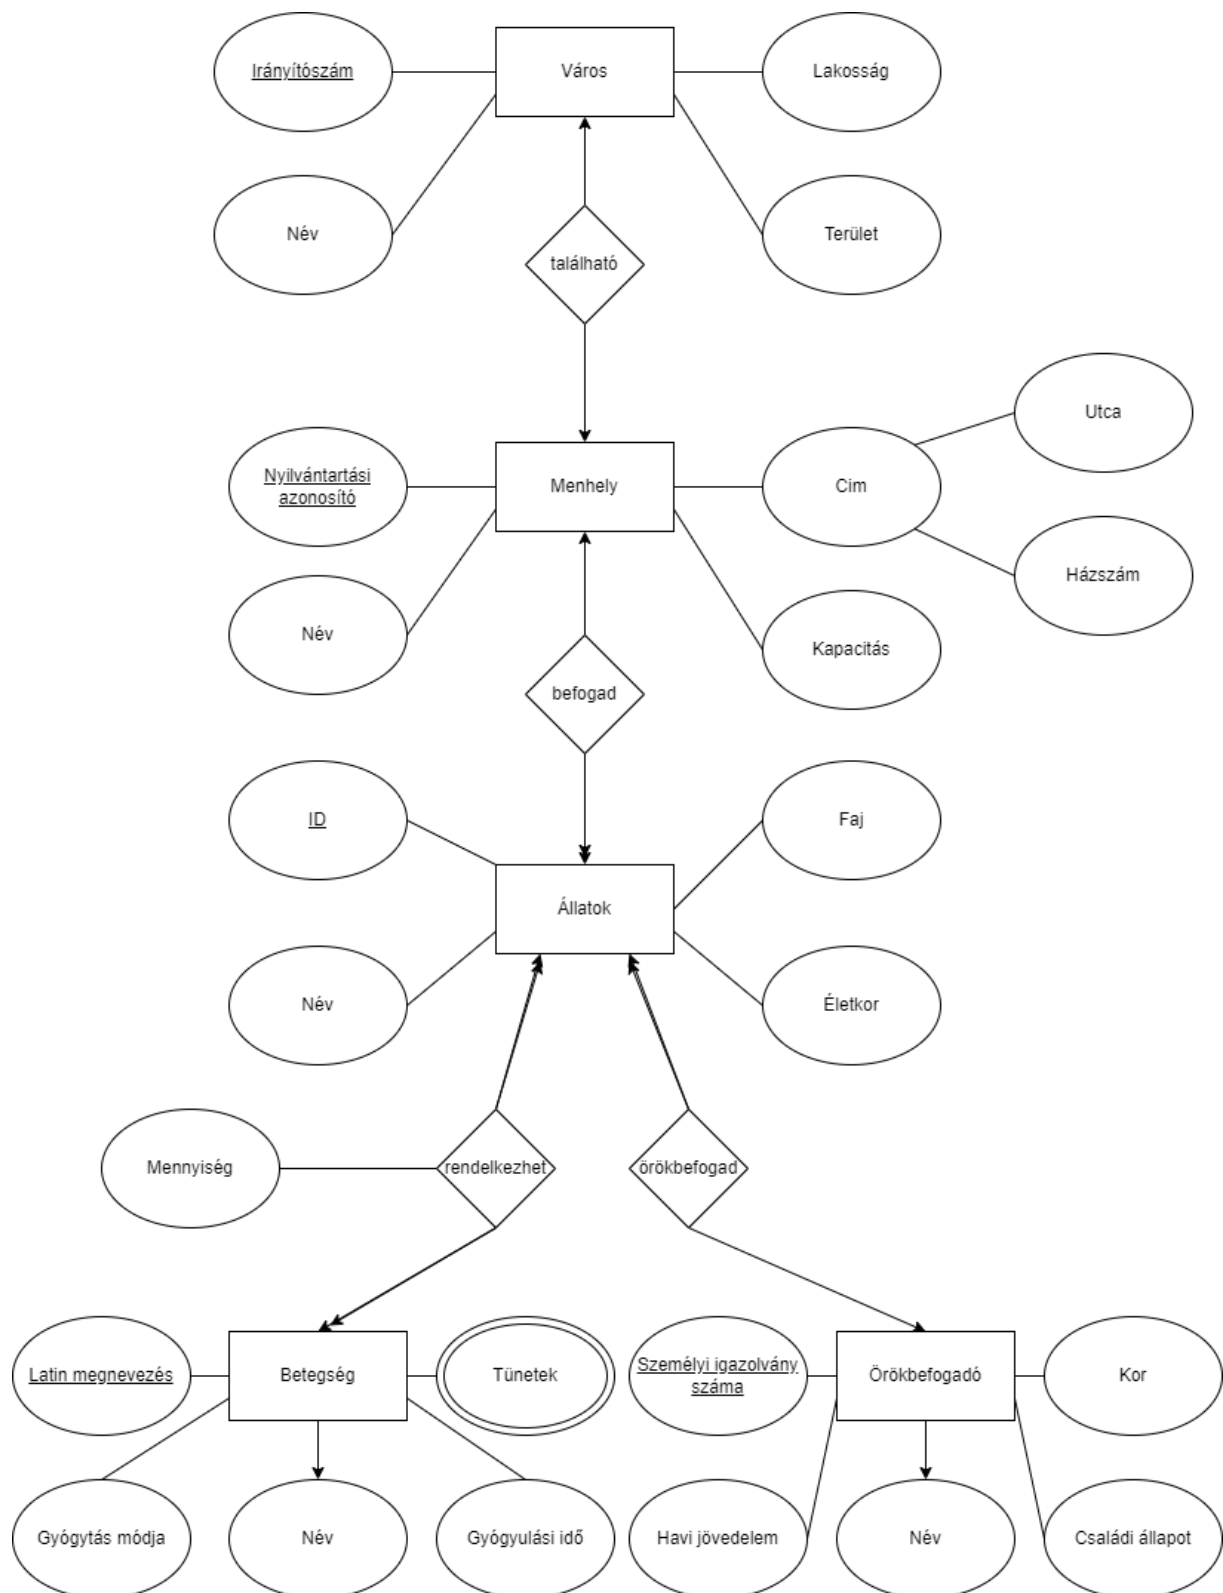 Irányítószám
Város
Lakosság
Név
Terület
található
Utca
Nyilvántartási
azonosító
Menhely
Cim
Házszám
Név
Kapacitás
befogad
ID
Faj
Állatok
Név
Életkor
Mennyiség
rendelkezhet
örökbefogad
Latin megnevezés
Betegség
Tünetek
Személyi igazolvány
száma
Örökbefogadó
Kor
Gyógytás módja
Név
Gyógyulási idő
Havi jövedelem
Név
Családi állapot